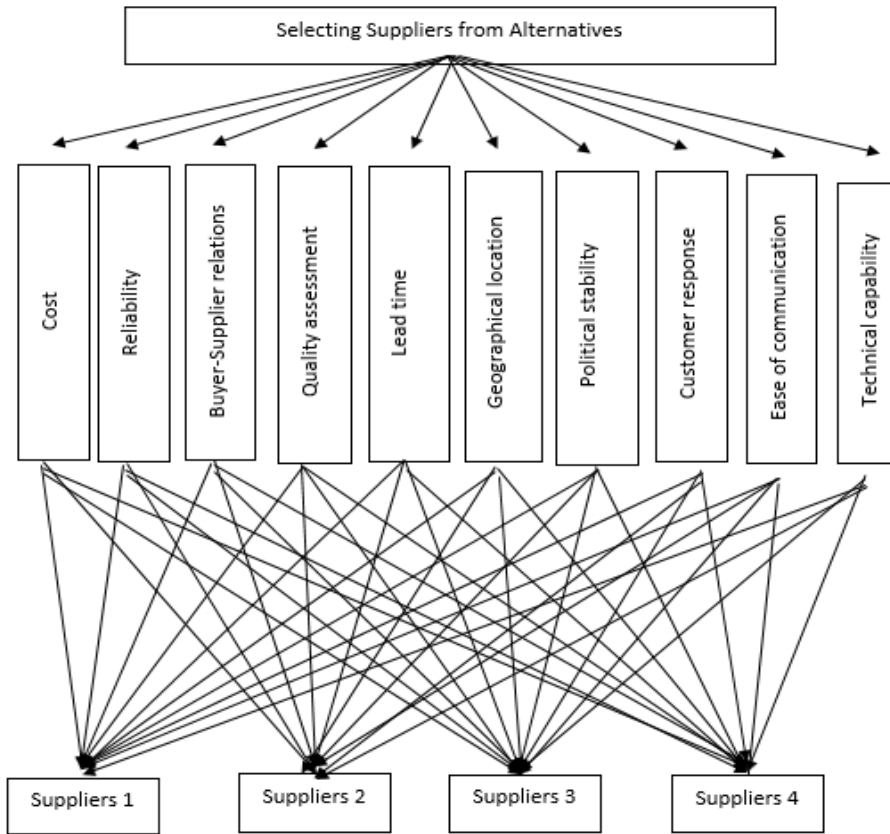 Selecting Suppliers from Alternatives
Cost
Reliability
Buyer-Supplier relations
Quality assessment
Lead time
Geographical location
Political stability
Customer response
Ease of communication
Technical capability
Suppliers 1
Suppliers 2
Suppliers 3
Suppliers 4